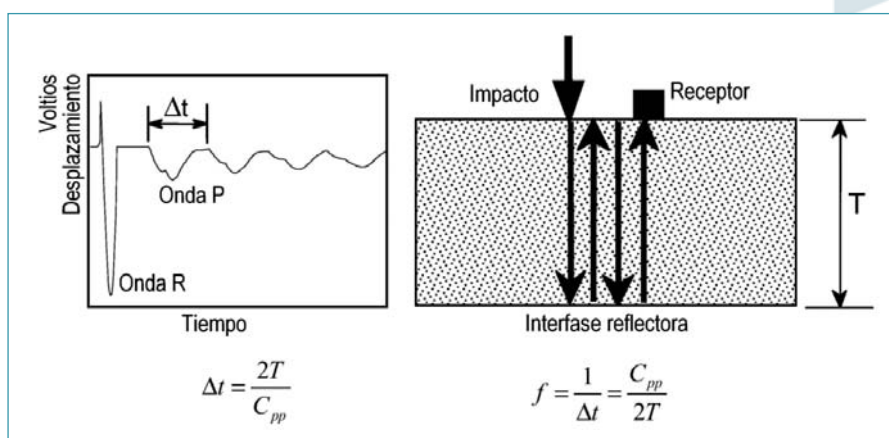 Voltios
Desplazamiento
Δt
Onda P
Onda R
Tiempo
Impacto
Receptor
T
Interfase reflectora
Δt = 2T / C_pp
f = 1 / Δt = C_pp / 2T